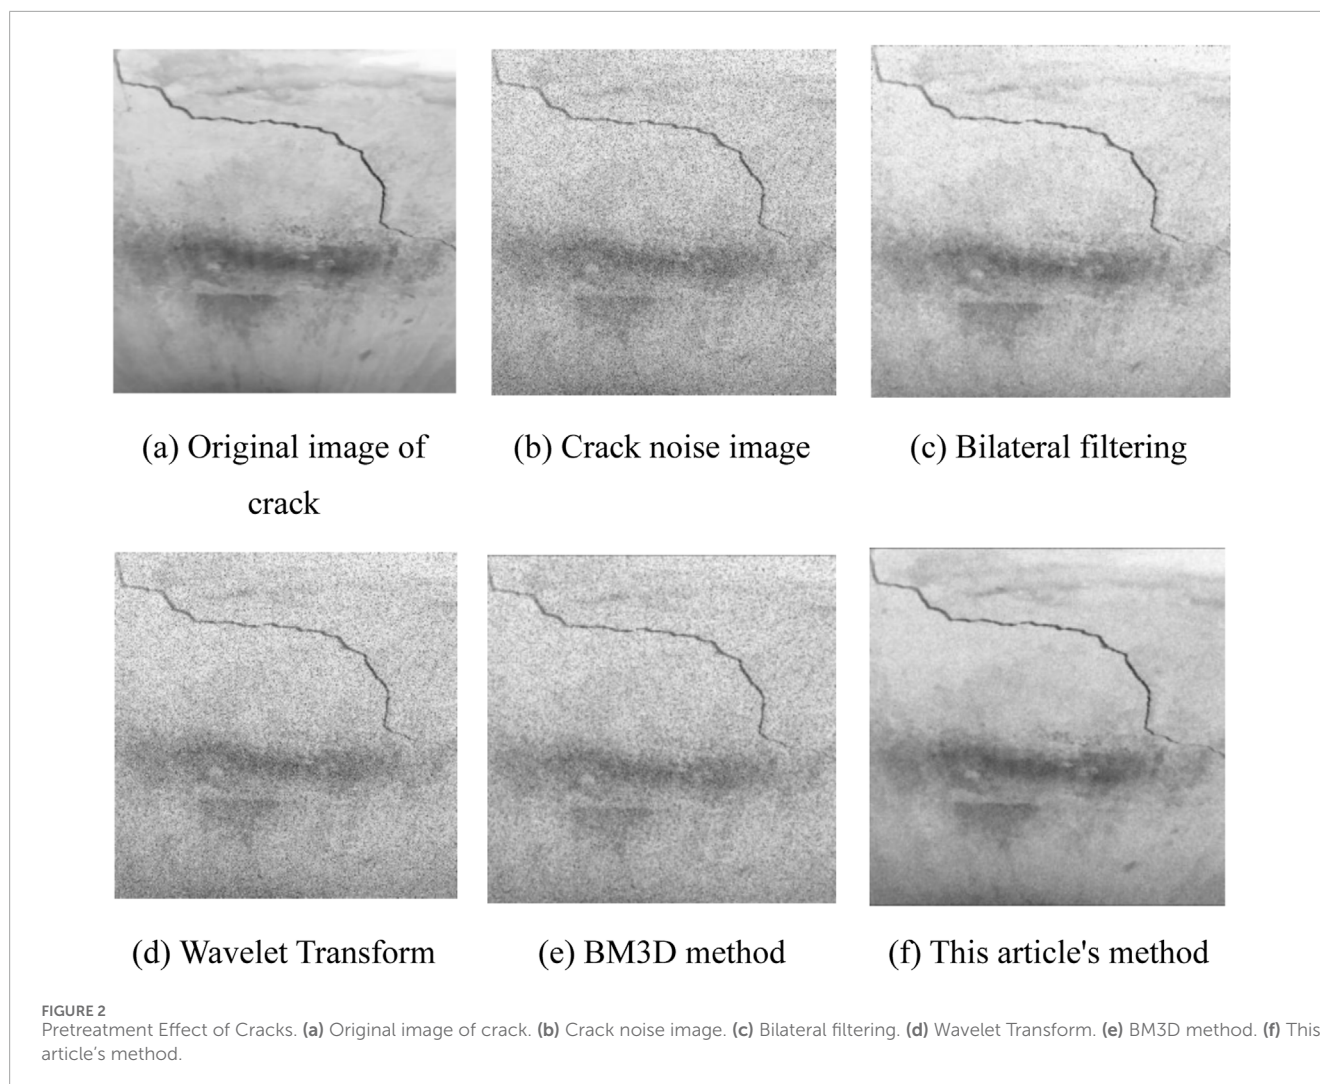 (a) Original image of
crack
(b) Crack noise image
(c) Bilateral filtering
(d) Wavelet Transform
(e) BM3D method
(f) This article's method
FIGURE 2
Pretreatment Effect of Cracks. (a) Original image of crack. (b) Crack noise image. (c) Bilateral filtering. (d) Wavelet Transform. (e) BM3D method. (f) This
article’s method.